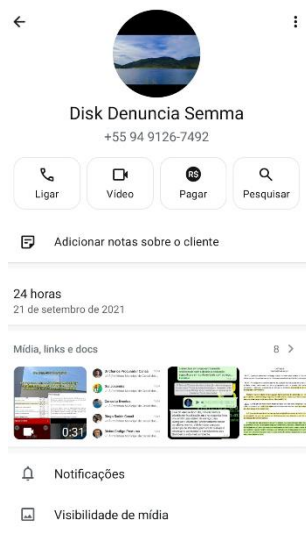 Disk Denuncia Semma
+55 94 9126-7492
Ligar
Vídeo
R$
Pagar
Pesquisar
Adicionar notas sobre o cliente
24 horas
21 de setembro de 2021
Mídia, links e docs
8
0:31
Notificações
Visibilidade de mídia